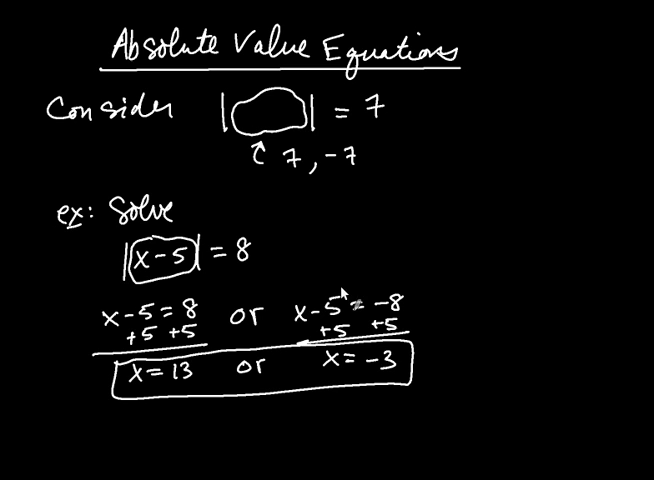 Absolute Value Equations
Consider | | = 7
7, -7
ex: Solve
|x-5| = 8
x-5 = 8 or x-5 = -8
+5 +5 +5 +5
x = 13 or x = -3